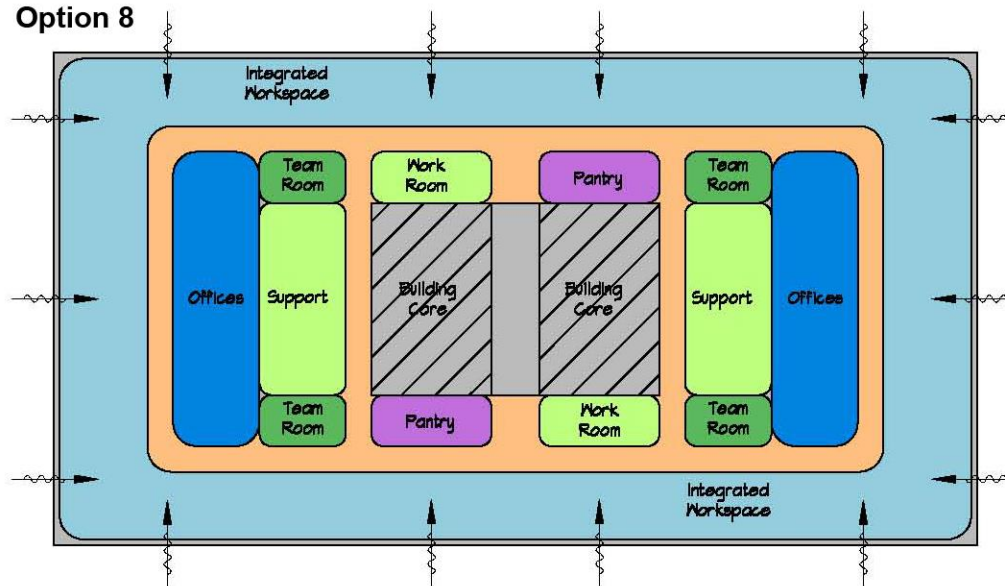 Option 8
Integrated
Workspace
Team
Room
Work
Room
Pantry
Team
Room
Offices
Support
Building
Core
Building
Core
Support
Offices
Team
Room
Pantry
Work
Room
Team
Room
Integrated
Workspace